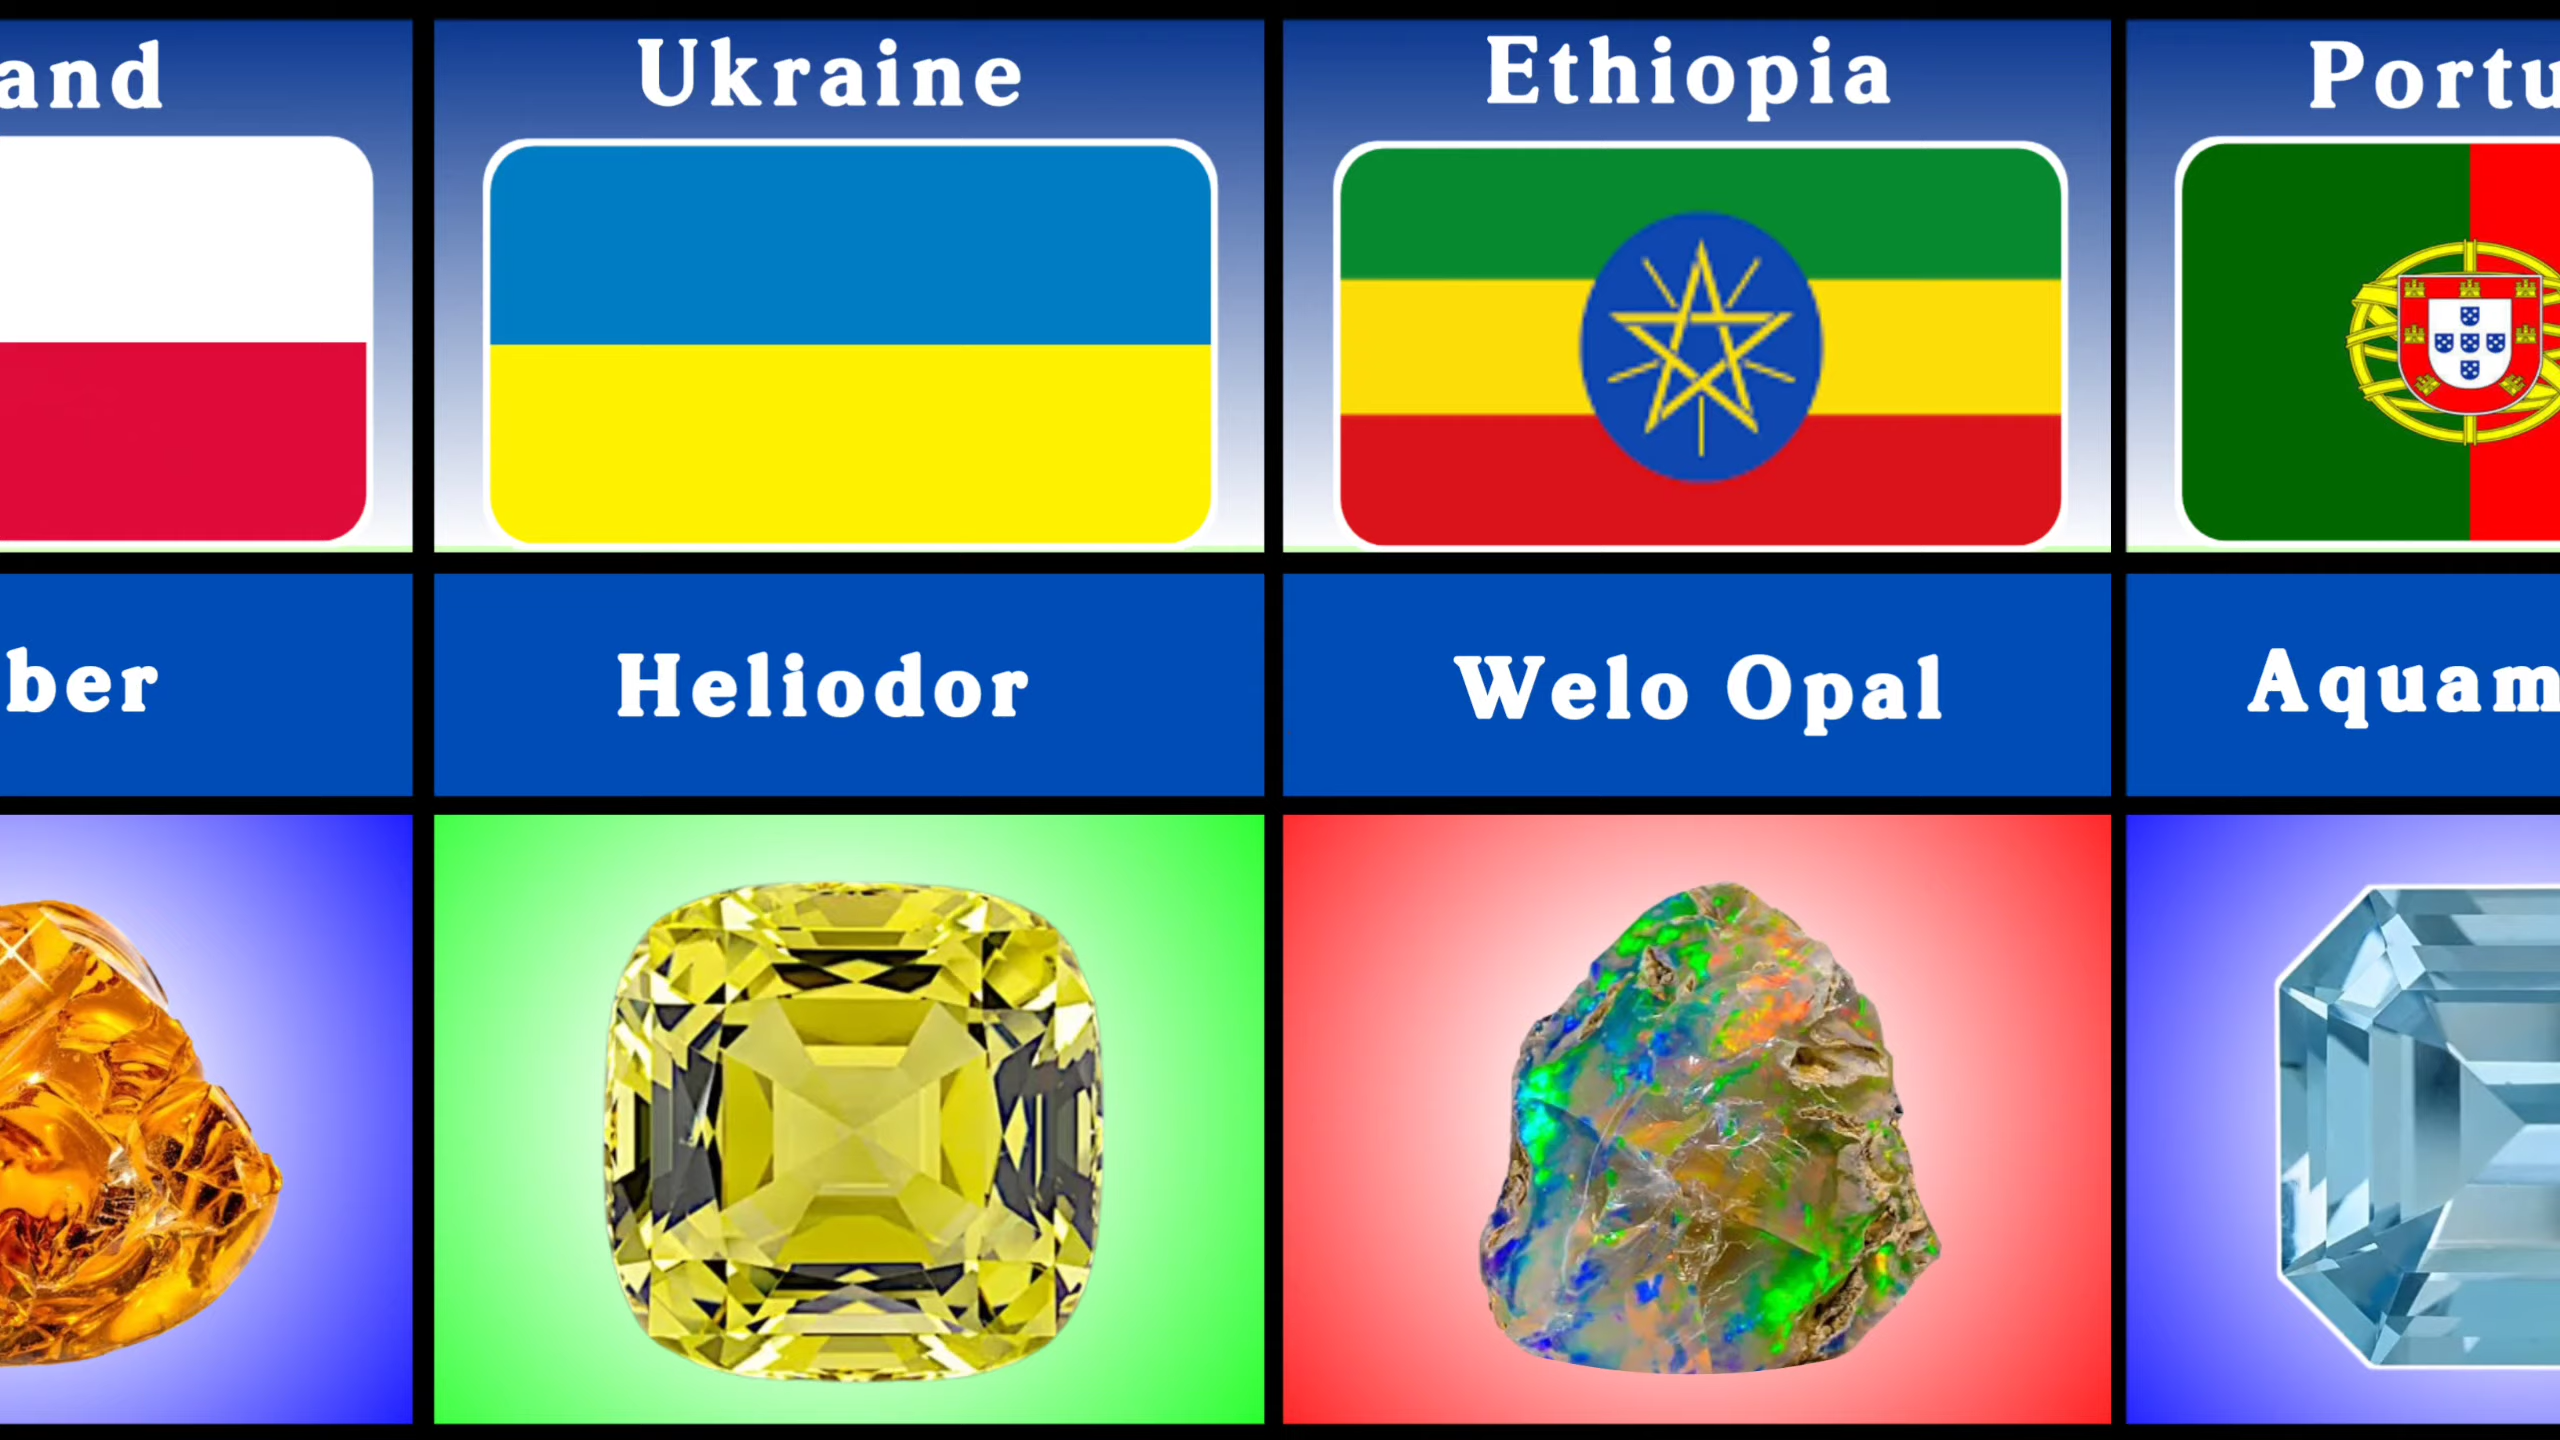 and
Ukraine
Ethiopia
Portu
ber
Heliodor
Welo Opal
Aquam